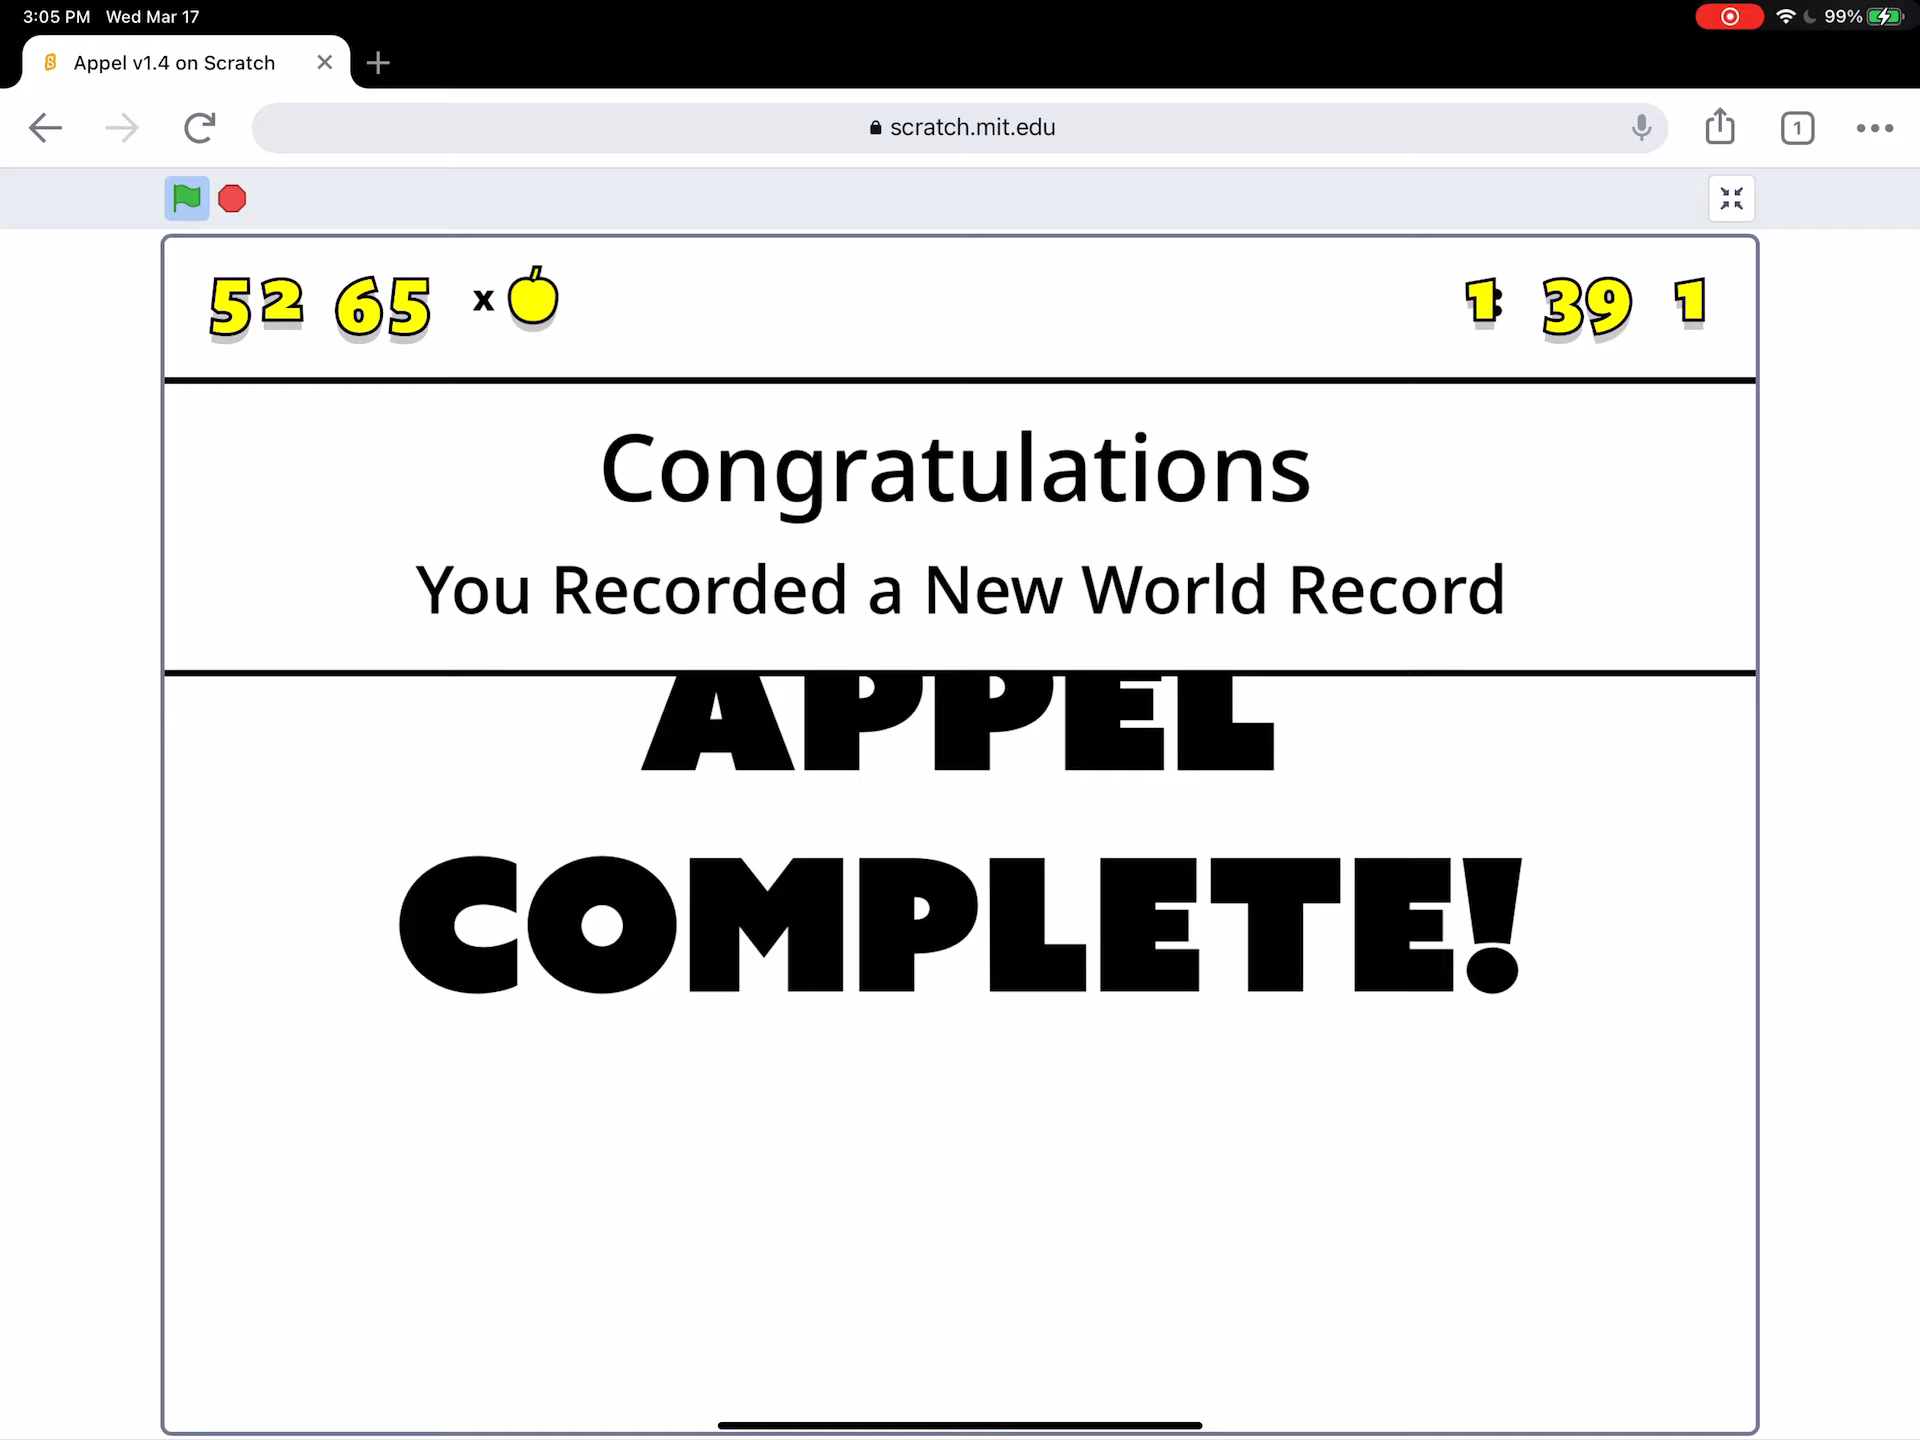 3:05 PM Wed Mar 17
99%
Appel v1.4 on Scratch
scratch.mit.edu
1
52 65 x
1: 39 1
Congratulations
You Recorded a New World Record
APPEL
COMPLETE!